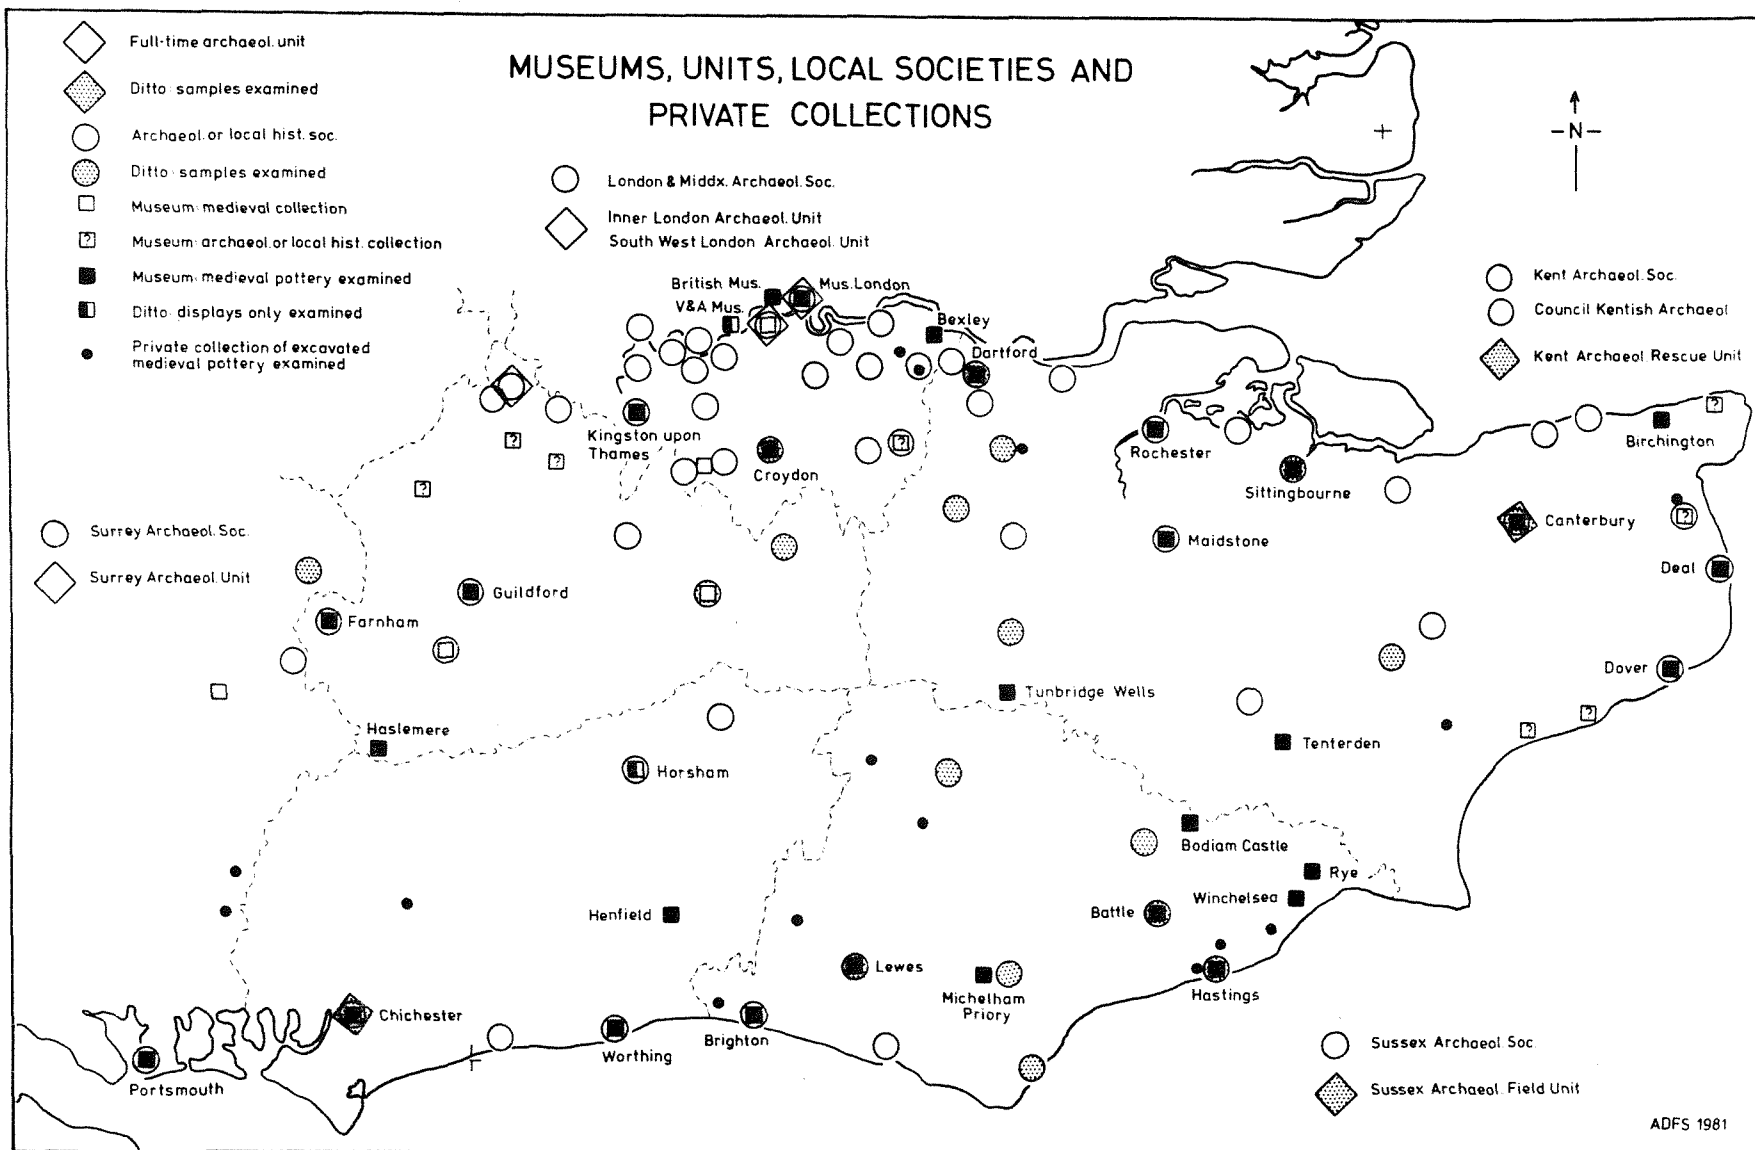 MUSEUMS, UNITS, LOCAL SOCIETIES AND
PRIVATE COLLECTIONS
Full-time archaeol. unit
Ditto: samples examined
Archaeol. or local hist. soc.
Ditto: samples examined
Museum: medieval collection
? Museum: archaeol. or local hist. collection
Museum: medieval pottery examined
Ditto: displays only examined
Private collection of excavated
medieval pottery examined
London & Middx. Archaeol. Soc.
Inner London Archaeol. Unit
South West London Archaeol. Unit
-N-
Kent Archaeol. Soc.
Council Kentish Archaeol
Kent Archaeol. Rescue Unit
British Mus.
Mus. London
V&A Mus.
Bexley
Dartford
Kingston upon
Thames
Croydon
?
?
?
?
Rochester
Sittingbourne
?
Birchington
Surrey Archaeol. Soc.
Surrey Archaeol. Unit
Maidstone
Canterbury
?
Deal
Guildford
Farnham
Dover
Tunbridge Wells
?
?
Haslemere
Horsham
Tenterden
Bodiam Castle
Rye
Winchelsea
Henfield
Battle
Lewes
Michelham
Priory
Hastings
Chichester
Portsmouth
Worthing
Brighton
Sussex Archaeol. Soc.
Sussex Archaeol. Field Unit
ADFS 1981